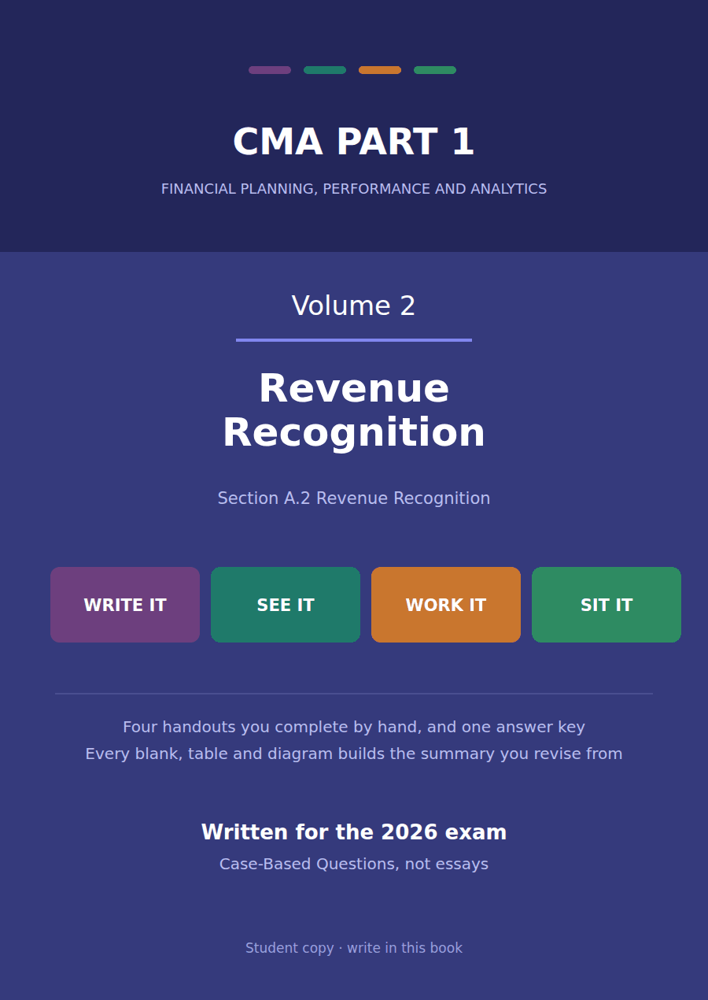 CMA PART 1
FINANCIAL PLANNING, PERFORMANCE AND ANALYTICS
Volume 2
Revenue
Recognition
Section A.2 Revenue Recognition
WRITE IT
SEE IT
WORK IT
SIT IT
Four handouts you complete by hand, and one answer key
Every blank, table and diagram builds the summary you revise from
Written for the 2026 exam
Case-Based Questions, not essays
Student copy · write in this book